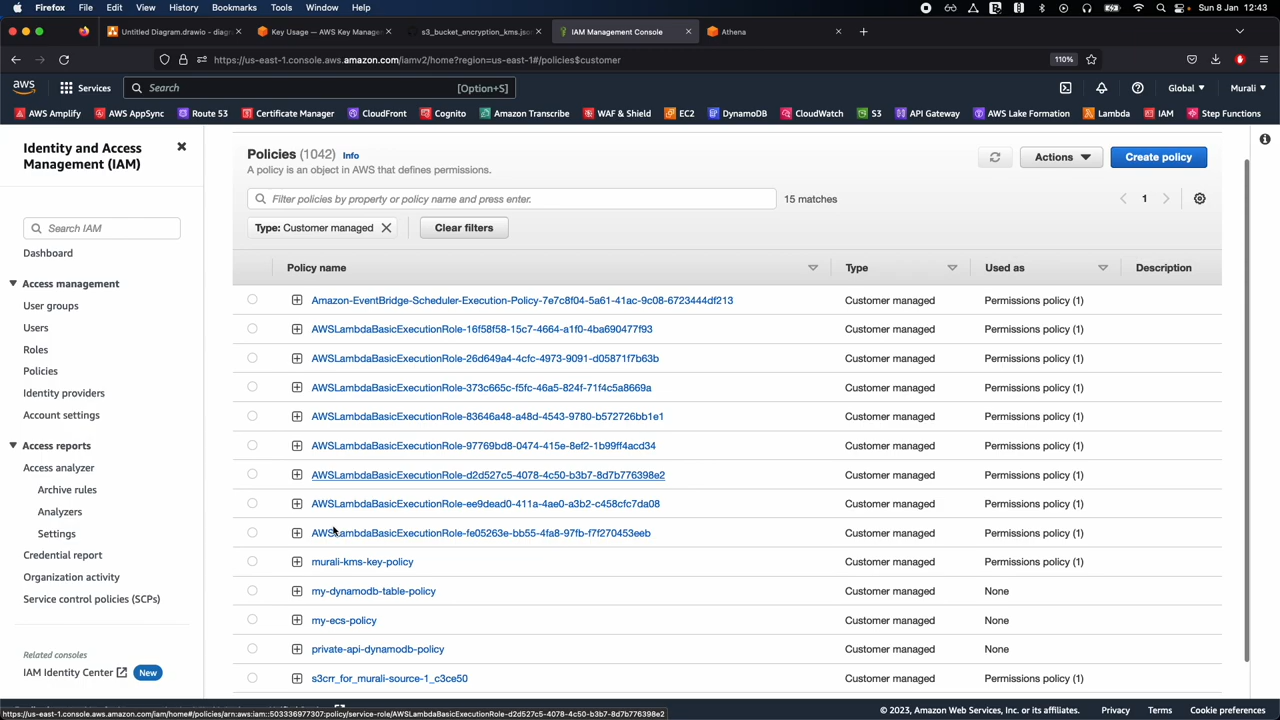 Firefox File Edit View History Bookmarks Tools Window Help Sun 8 Jan 12:43
Untitled Diagram.drawio - diag Key Usage — AWS Key Manage s3_bucket_encryption_kms.jso IAM Management Console Athena
https://us-east-1.console.aws.amazon.com/iamv2/home?region=us-east-1#/policies$customer 110%
aws Services Search [Option+S] Global Murali
AWS Amplify AWS AppSync Route 53 Certificate Manager CloudFront Cognito Amazon Transcribe WAF & Shield EC2 DynamoDB CloudWatch S3 API Gateway AWS Lake Formation Lambda IAM Step Functions
Identity and Access
Management (IAM)
Search IAM
Dashboard
Access management
User groups
Users
Roles
Policies
Identity providers
Account settings
Access reports
Access analyzer
Archive rules
Analyzers
Settings
Credential report
Organization activity
Service control policies (SCPs)
Related consoles
IAM Identity Center New
Policies (1042) Info
A policy is an object in AWS that defines permissions.
Actions Create policy
Filter policies by property or policy name and press enter. 15 matches 1
Type: Customer managed Clear filters
Policy name Type Used as Description
Amazon-EventBridge-Scheduler-Execution-Policy-7e7c8f04-5a61-41ac-9c08-6723444df213 Customer managed Permissions policy (1)
AWSLambdaBasicExecutionRole-16f58f58-15c7-4664-a1f0-4ba690477f93 Customer managed Permissions policy (1)
AWSLambdaBasicExecutionRole-26d649a4-4cfc-4973-9091-d05871f7b63b Customer managed Permissions policy (1)
AWSLambdaBasicExecutionRole-373c665c-f5fc-46a5-824f-71f4c5a8669a Customer managed Permissions policy (1)
AWSLambdaBasicExecutionRole-83646a48-a48d-4543-9780-b572726bb1e1 Customer managed Permissions policy (1)
AWSLambdaBasicExecutionRole-97769bd8-0474-415e-8ef2-1b99ff4acd34 Customer managed Permissions policy (1)
AWSLambdaBasicExecutionRole-d2d527c5-4078-4c50-b3b7-8d7b776398e2 Customer managed Permissions policy (1)
AWSLambdaBasicExecutionRole-ee9dead0-411a-4ae0-a3b2-c458cfc7da08 Customer managed Permissions policy (1)
AWSLambdaBasicExecutionRole-fe05263e-bb55-4fa8-97fb-f7f270453eeb Customer managed Permissions policy (1)
murali-kms-key-policy Customer managed Permissions policy (1)
my-dynamodb-table-policy Customer managed None
my-ecs-policy Customer managed None
private-api-dynamodb-policy Customer managed None
s3crr_for_murali-source-1_c3ce50 Customer managed Permissions policy (1)
https://us-east-1.console.aws.amazon.com/iam/home#/policies/arn:aws:iam::503336977307:policy/service-role/AWSLambdaBasicExecutionRole-d2d527c5-4078-4c50-b3b7-8d7b776398e2
© 2023, Amazon Web Services, Inc. or its affiliates. Privacy Terms Cookie preferences